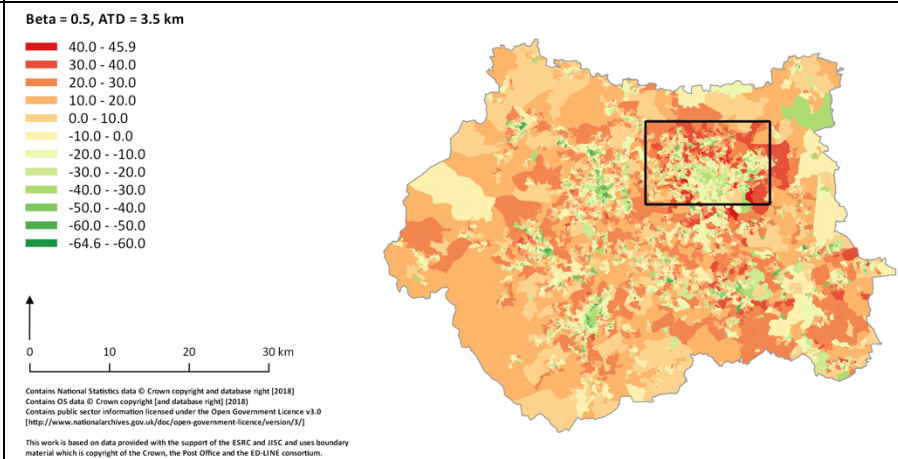 Beta = 0.5, ATD = 3.5 km
40.0 - 45.9
30.0 - 40.0
20.0 - 30.0
10.0 - 20.0
0.0 - 10.0
-10.0 - 0.0
-20.0 - -10.0
-30.0 - -20.0
-40.0 - -30.0
-50.0 - -40.0
-60.0 - -50.0
-64.6 - -60.0
0 10 20 30 km
Contains National Statistics data © Crown copyright and database right [2018]
Contains OS data © Crown copyright [and database right] (2018)
Contains public sector information licensed under the Open Government Licence v3.0
[http://www.nationalarchives.gov.uk/doc/open-government-licence/version/3/]
This work is based on data provided with the support of the ESRC and JISC and uses boundary
material which is copyright of the Crown, the Post Office and the ED-LINE consortium.